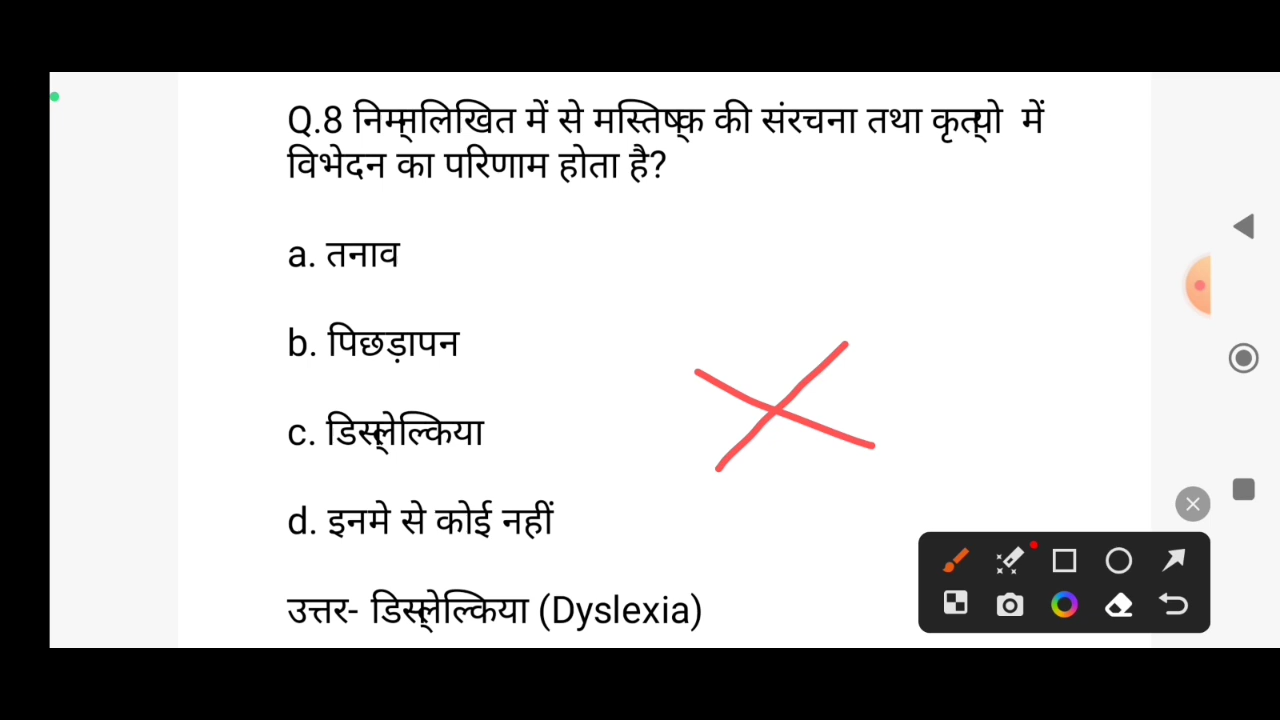 Q.8 निम्नलिखित में से मस्तिष्क की संरचना तथा कृत्यो में
विभेदन का परिणाम होता है?
a. तनाव
b. पिछड़ापन
c. डिस्लेल्किया
d. इनमे से कोई नहीं
उत्तर- डिस्लेल्किया (Dyslexia)